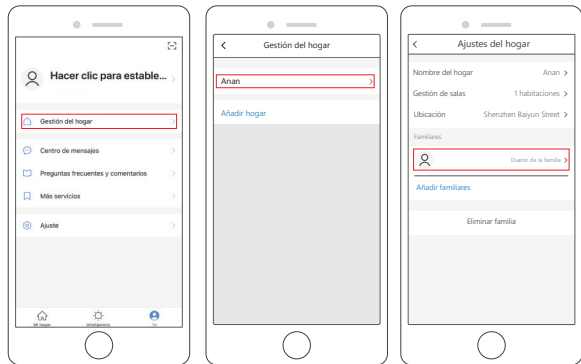 Hacer clic para estable...
Gestión del hogar
Centro de mensajes
Preguntas frecuentes y comentarios
Más servicios
Ajuste
Mi hogar
Inteligencia
Yo
Gestión del hogar
Anan
Añadir hogar
Ajustes del hogar
Nombre del hogar Anan
Gestión de salas 1 habitaciones
Ubicación Shenzhen Baiyun Street
Familiares
Dueno de la familia
Añadir familiares
Eliminar familia